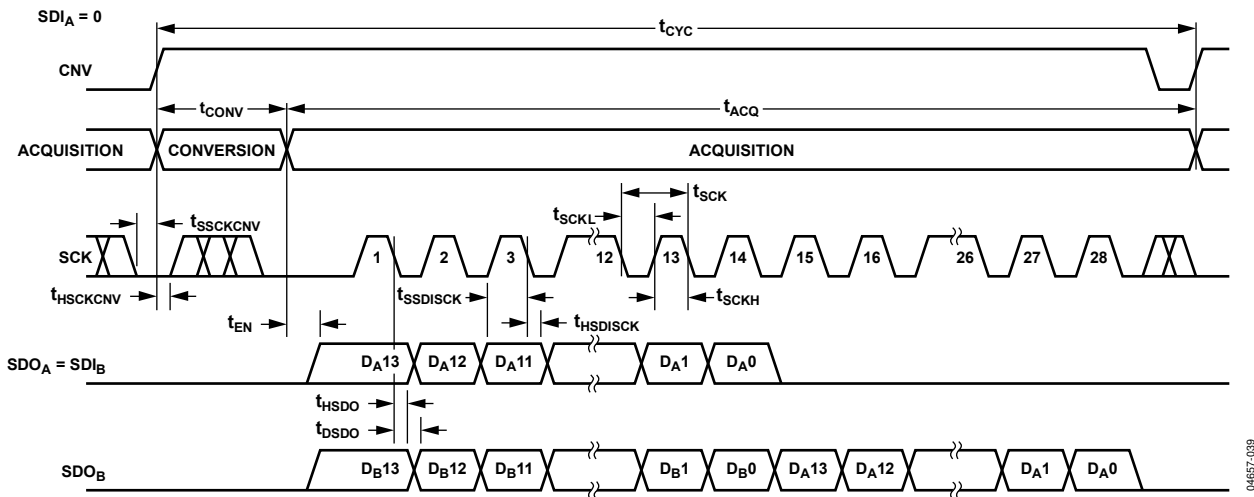 SDIA = 0
tCYC
CNV
tCONV
tACQ
ACQUISITION
CONVERSION
ACQUISITION
tSCK
tSSCKCNV
tSCKL
SCK
1
2
3
12
13
14
15
16
26
27
28
tHSCKCNV
tSSDISCK
tSCKH
tEN
tHSDISCK
SDOA = SDIB
DA13
DA12
DA11
DA1
DA0
tHSDO
tDSDO
SDOB
DB13
DB12
DB11
DB1
DB0
DA13
DA12
DA1
DA0
04657-039